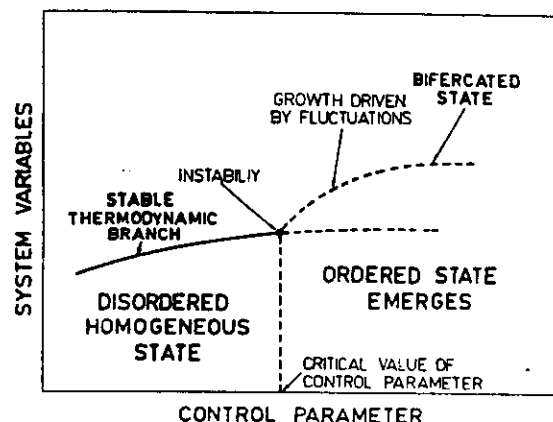 BIFERCATED
STATE
GROWTH DRIVEN
BY FLUCTUATIONS
INSTABILIY
STABLE
THERMODYNAMIC
BRANCH
SYSTEM VARIABLES
DISORDERED
HOMOGENEOUS
STATE
ORDERED STATE
EMERGES
CRITICAL VALUE OF
CONTROL PARAMETER
CONTROL PARAMETER